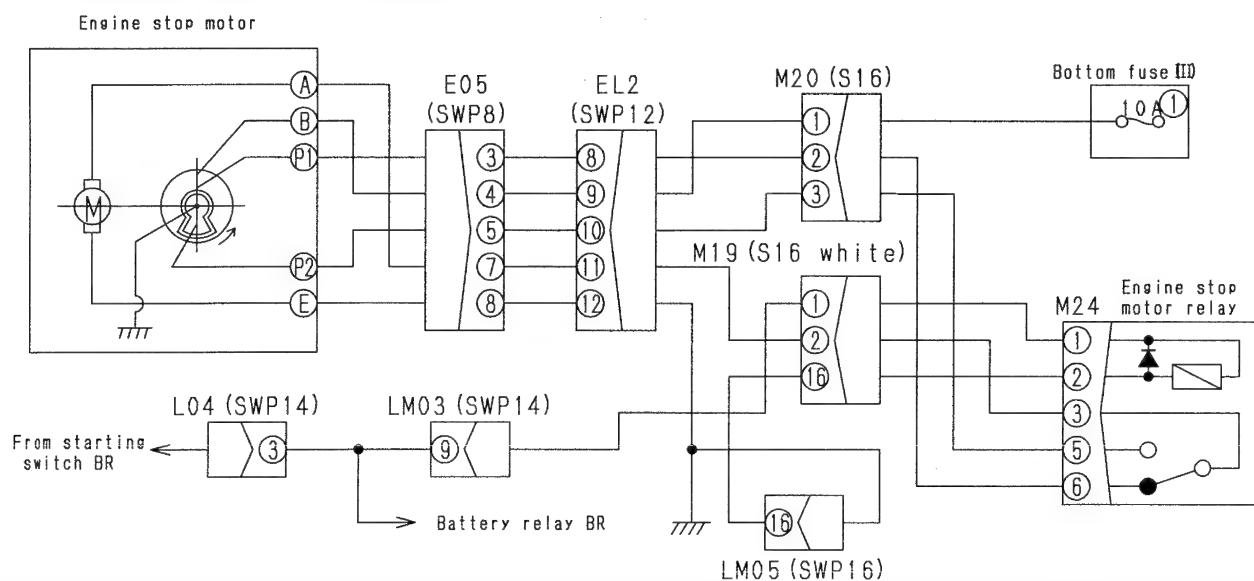 Engine stop motor
A
B
P1
P2
E
M
E05
(SWP8)
3
4
5
7
8
EL2
(SWP12)
8
9
10
11
12
M20 (S16)
1
2
3
Bottom fuse (III)
10A
1
M19 (S16 white)
1
2
16
Engine stop
motor relay
M24
1
2
3
5
6
L04 (SWP14)
3
LM03 (SWP14)
9
From starting
switch BR
Battery relay BR
16
LM05 (SWP16)